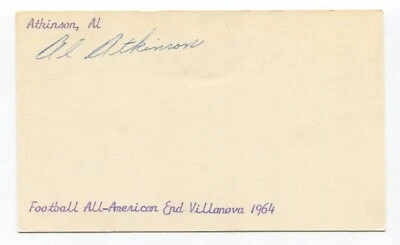 Atkinson, Al
Al Atkinson
Football All-American End Villanova 1964